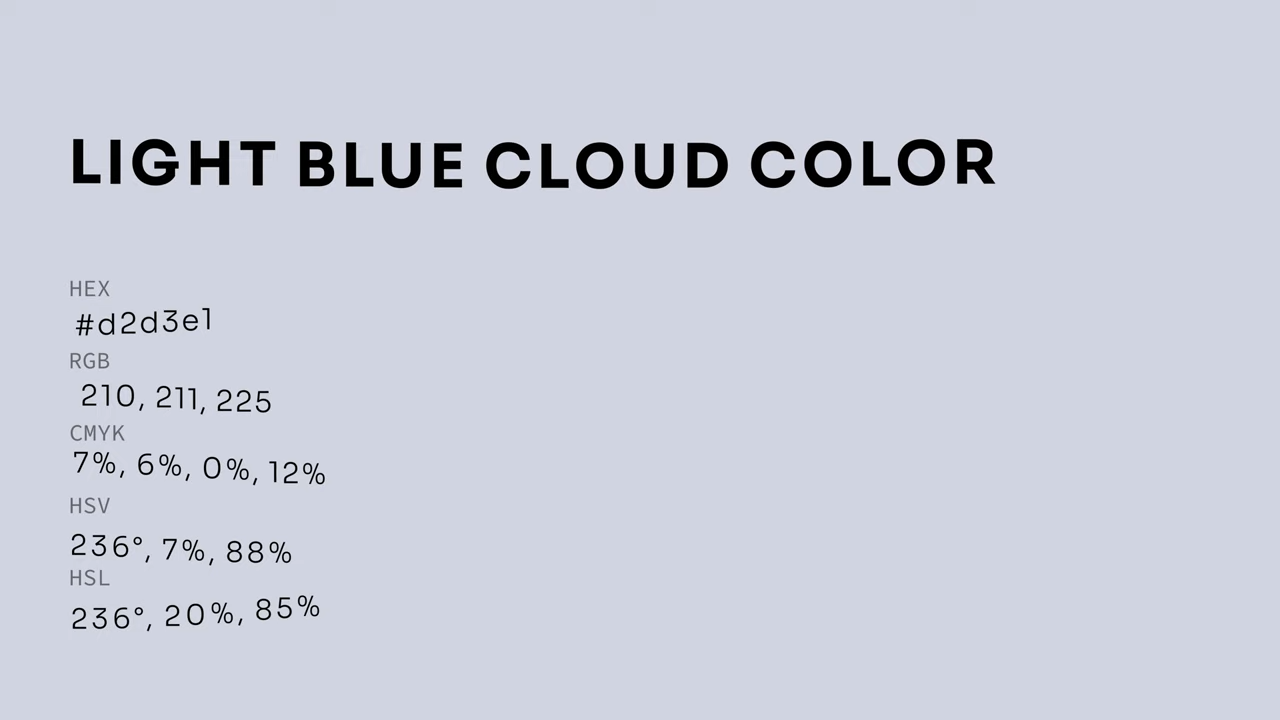 LIGHT BLUE CLOUD COLOR
HEX
#d2d3e1
RGB
210, 211, 225
CMYK
7%, 6%, 0%, 12%
HSV
236°, 7%, 88%
HSL
236°, 20%, 85%